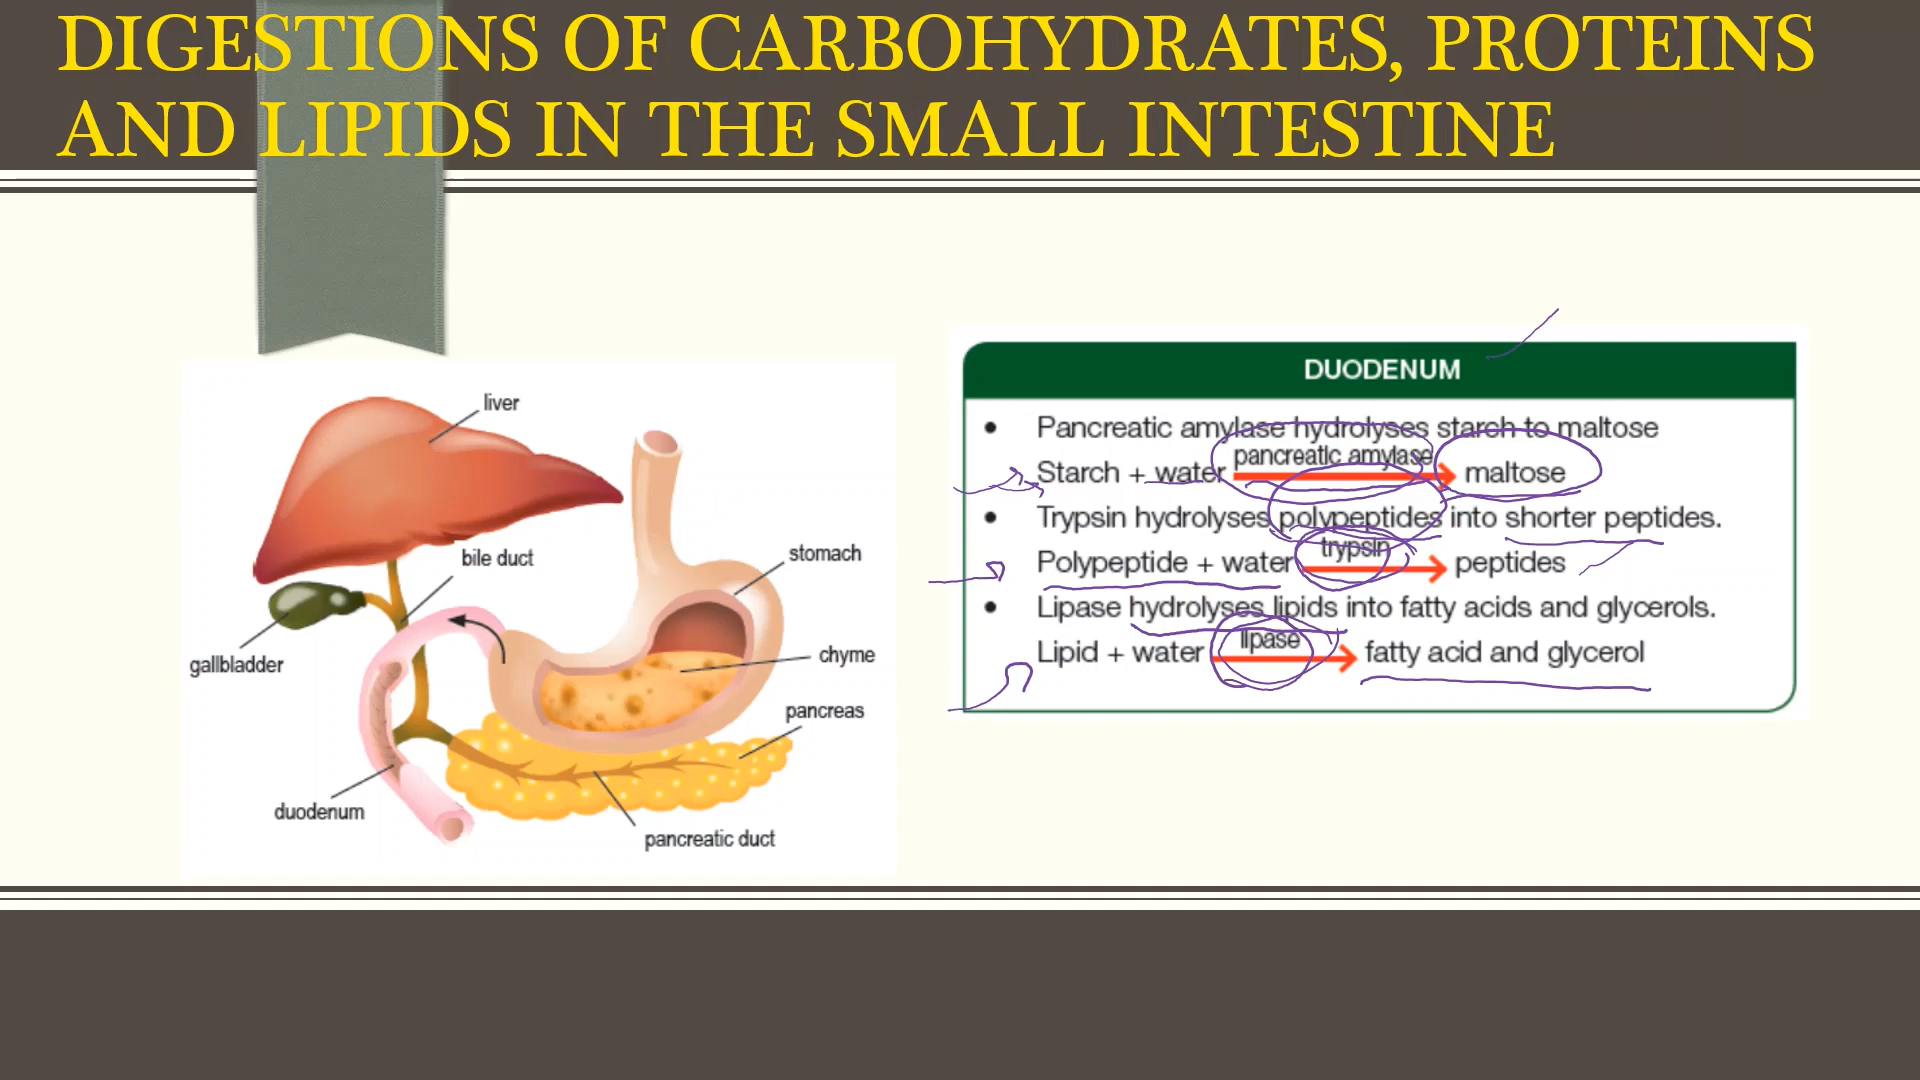 DIGESTIONS OF CARBOHYDRATES, PROTEINS
AND LIPIDS IN THE SMALL INTESTINE
liver
bile duct
stomach
gallbladder
chyme
pancreas
duodenum
pancreatic duct
DUODENUM
• Pancreatic amylase hydrolyses starch to maltose
pancreatic amylase
Starch + water → maltose
• Trypsin hydrolyses polypeptides into shorter peptides.
trypsin
Polypeptide + water → peptides
• Lipase hydrolyses lipids into fatty acids and glycerols.
lipase
Lipid + water → fatty acid and glycerol